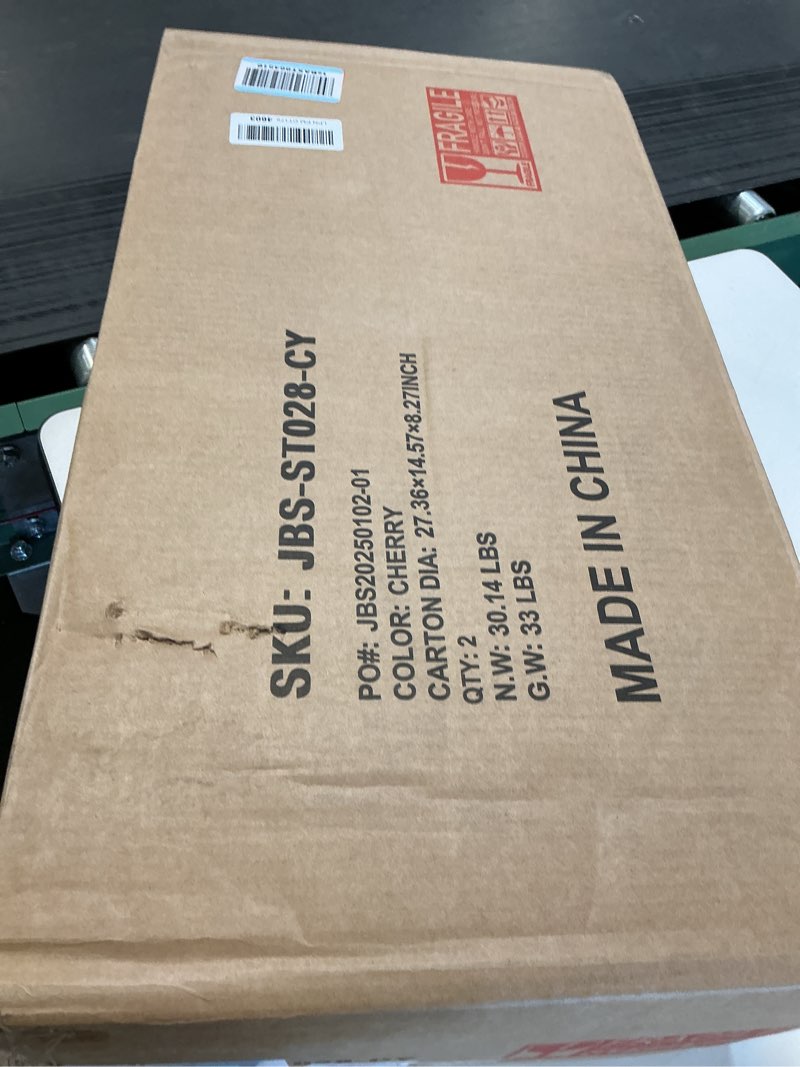 SKU: JBS-ST028-CY
PO#: JBS20250102-01
COLOR: CHERRY
CARTON DIA: 27.36×14.57×8.27INCH
QTY: 2
N.W: 30.14 LBS
G.W: 33 LBS
MADE IN CHINA
FRAGILE
4603